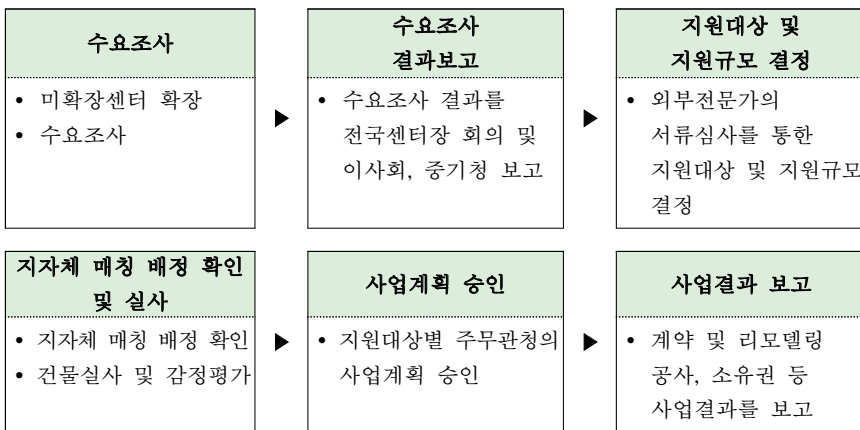 수요조사
• 미확장센터 확장
• 수요조사
수요조사
결과보고
• 수요조사 결과를
전국센터장 회의 및
이사회, 중기청 보고
지원대상 및
지원규모 결정
• 외부전문가의
서류심사를 통한
지원대상 및 지원규모
결정
지자체 매칭 배정 확인
및 실사
• 지자체 매칭 배정 확인
• 건물실사 및 감정평가
사업계획 승인
• 지원대상별 주무관청의
사업계획 승인
사업결과 보고
• 계약 및 리모델링
공사, 소유권 등
사업결과를 보고